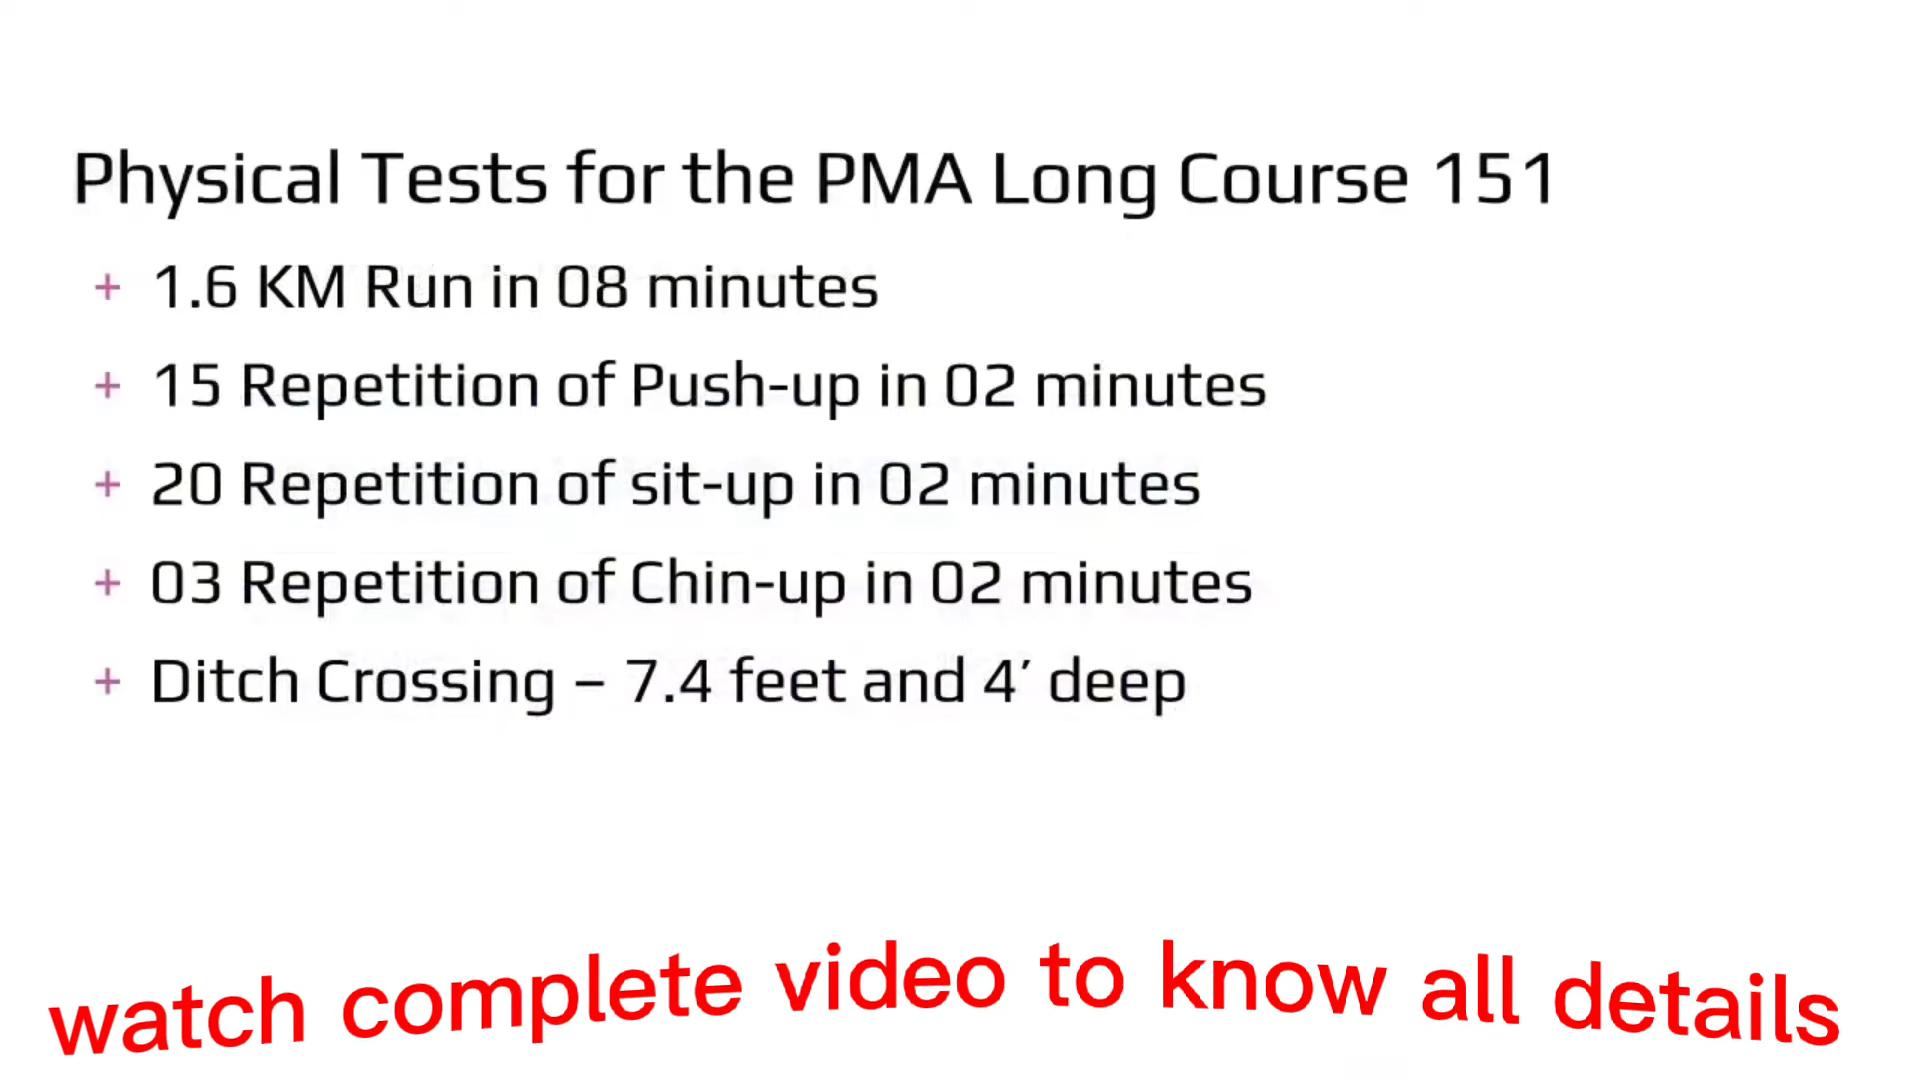 Physical Tests for the PMA Long Course 151
+ 1.6 KM Run in 08 minutes
+ 15 Repetition of Push-up in 02 minutes
+ 20 Repetition of sit-up in 02 minutes
+ 03 Repetition of Chin-up in 02 minutes
+ Ditch Crossing – 7.4 feet and 4′ deep
watch complete video to know all details